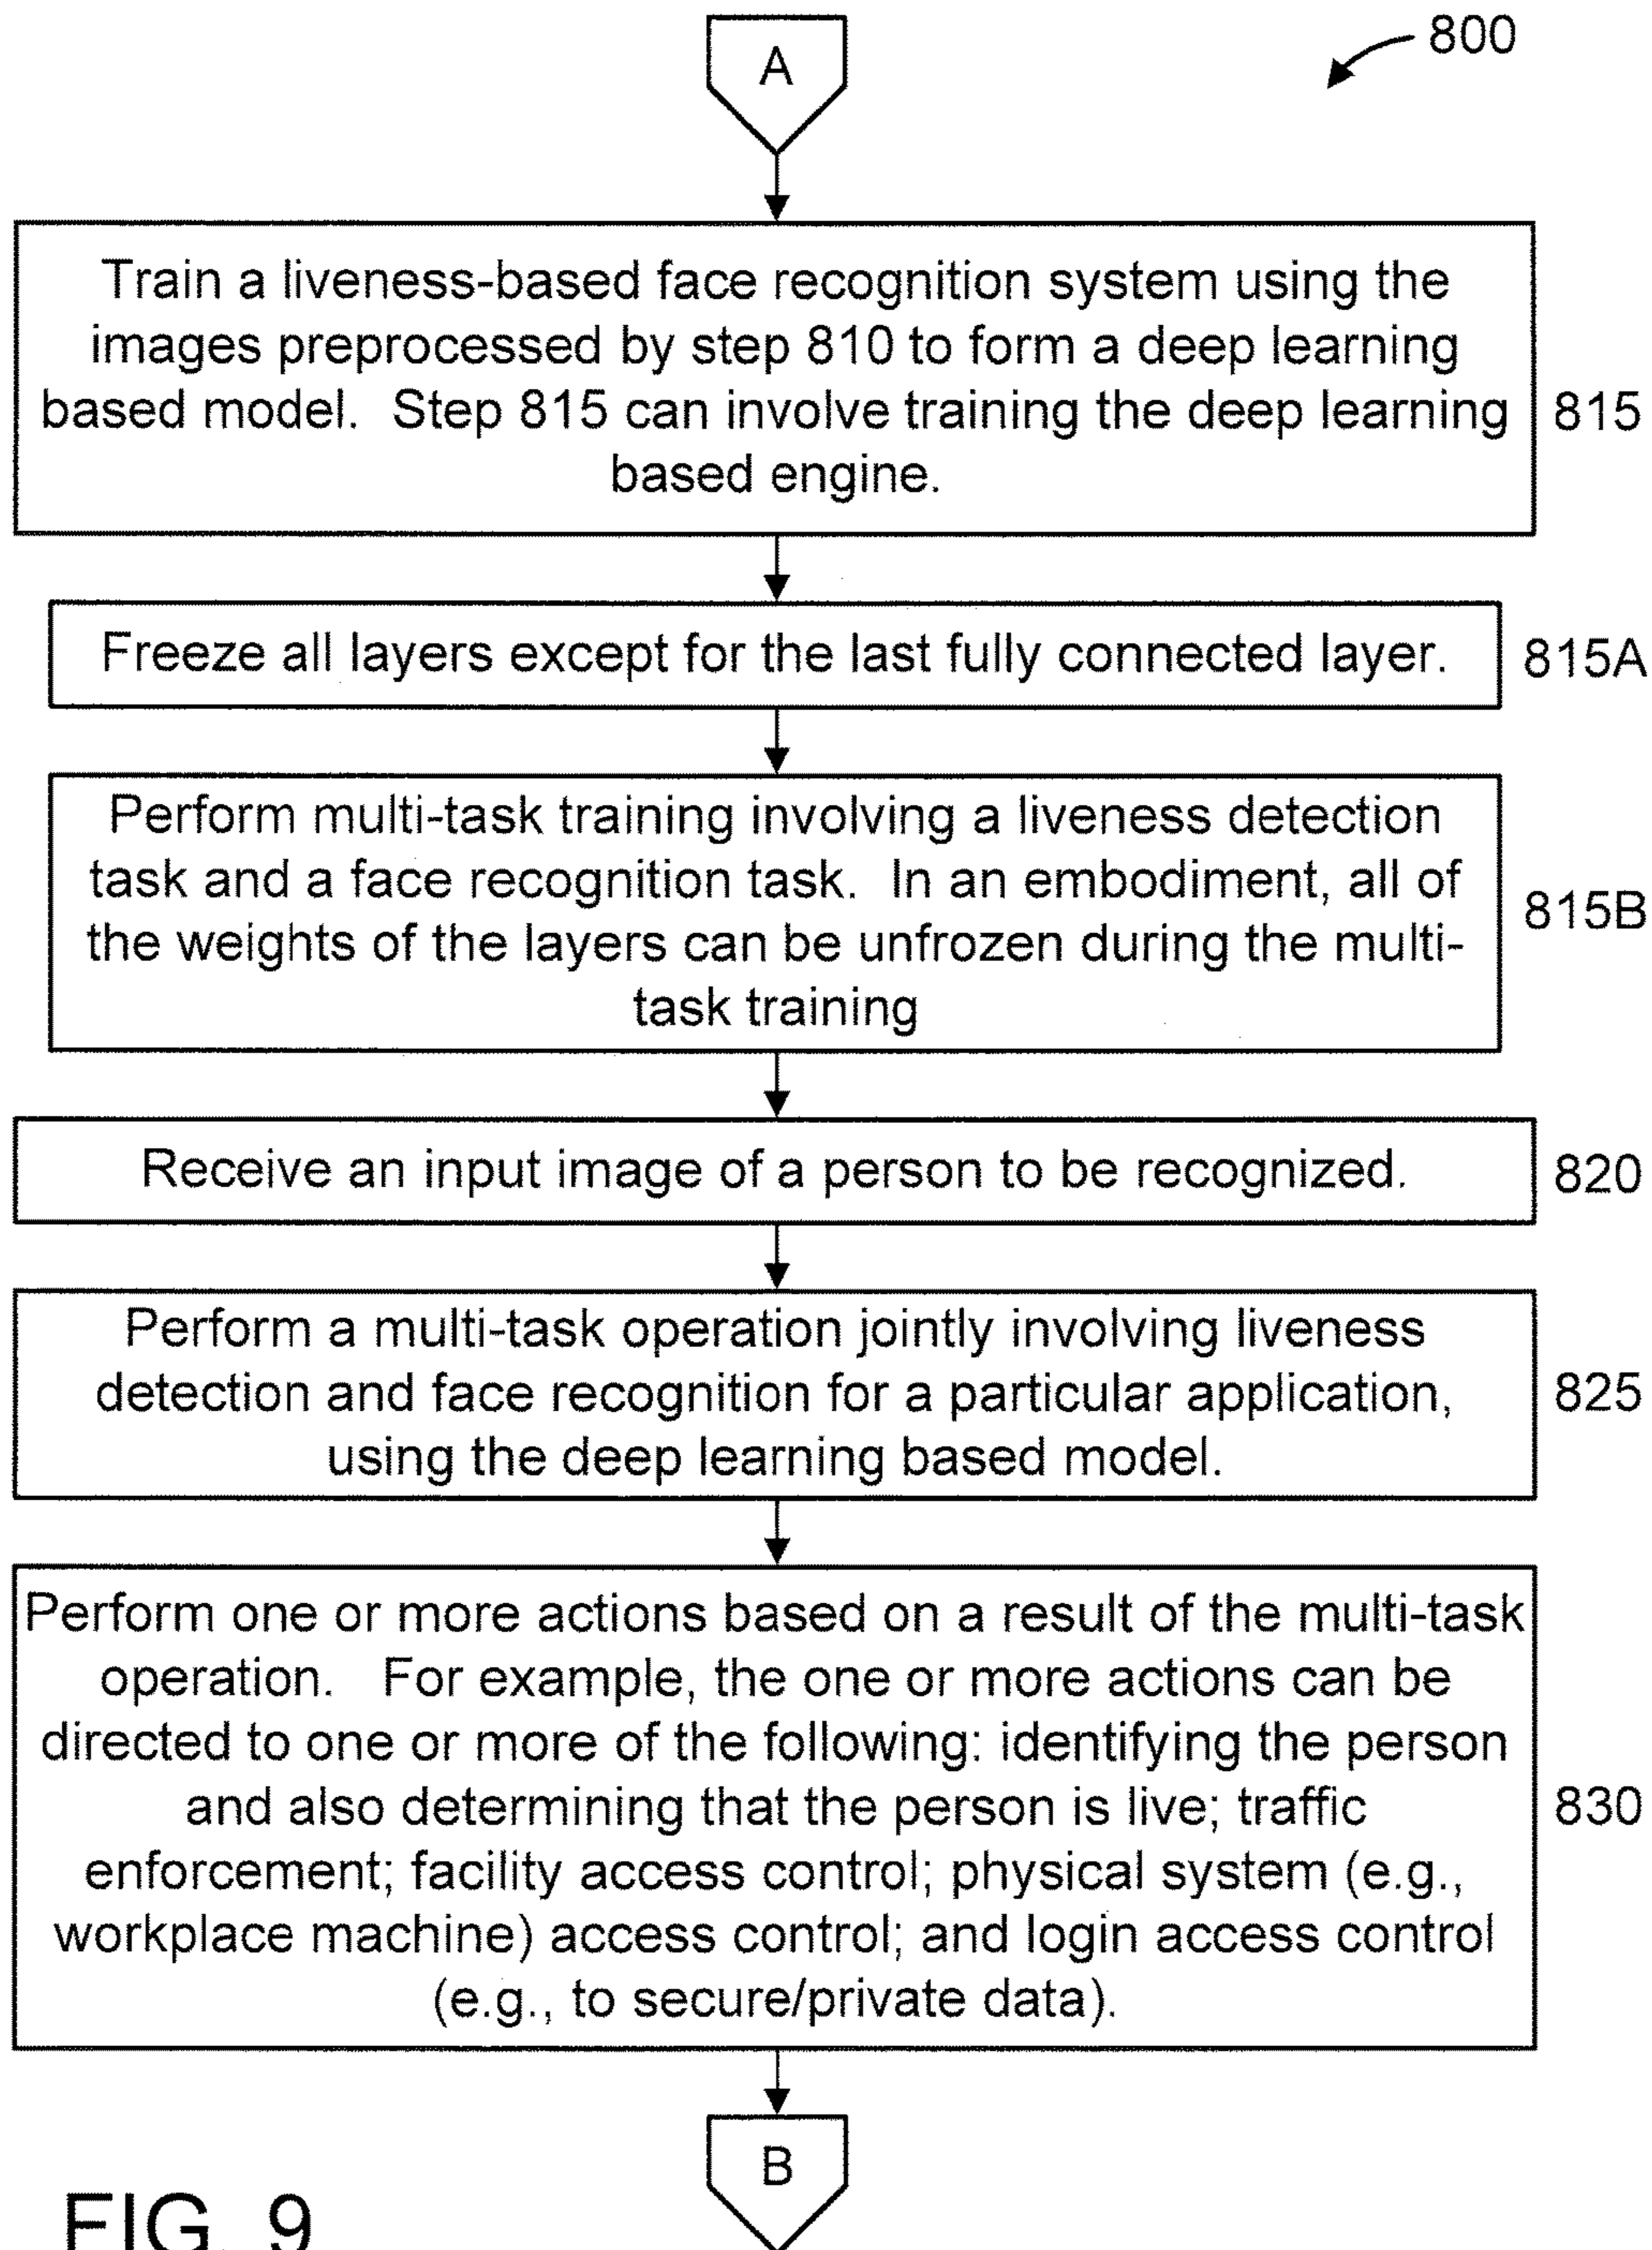 A
800
Train a liveness-based face recognition system using the
images preprocessed by step 810 to form a deep learning
based model. Step 815 can involve training the deep learning
based engine.
815
Freeze all layers except for the last fully connected layer.
815A
Perform multi-task training involving a liveness detection
task and a face recognition task. In an embodiment, all of
the weights of the layers can be unfrozen during the multi-
task training
815B
Receive an input image of a person to be recognized.
820
Perform a multi-task operation jointly involving liveness
detection and face recognition for a particular application,
using the deep learning based model.
825
Perform one or more actions based on a result of the multi-task
operation. For example, the one or more actions can be
directed to one or more of the following: identifying the person
and also determining that the person is live; traffic
enforcement; facility access control; physical system (e.g.,
workplace machine) access control; and login access control
(e.g., to secure/private data).
830
B
FIG. 9